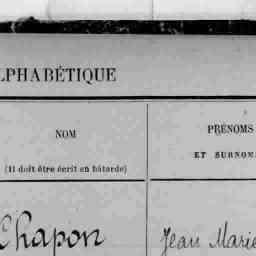 LPHABÉTIQUE
NOM
(Il doit être écrit en bâtarde)
PRÉNOMS
ET SURNOM
Chapon
Jean Marie